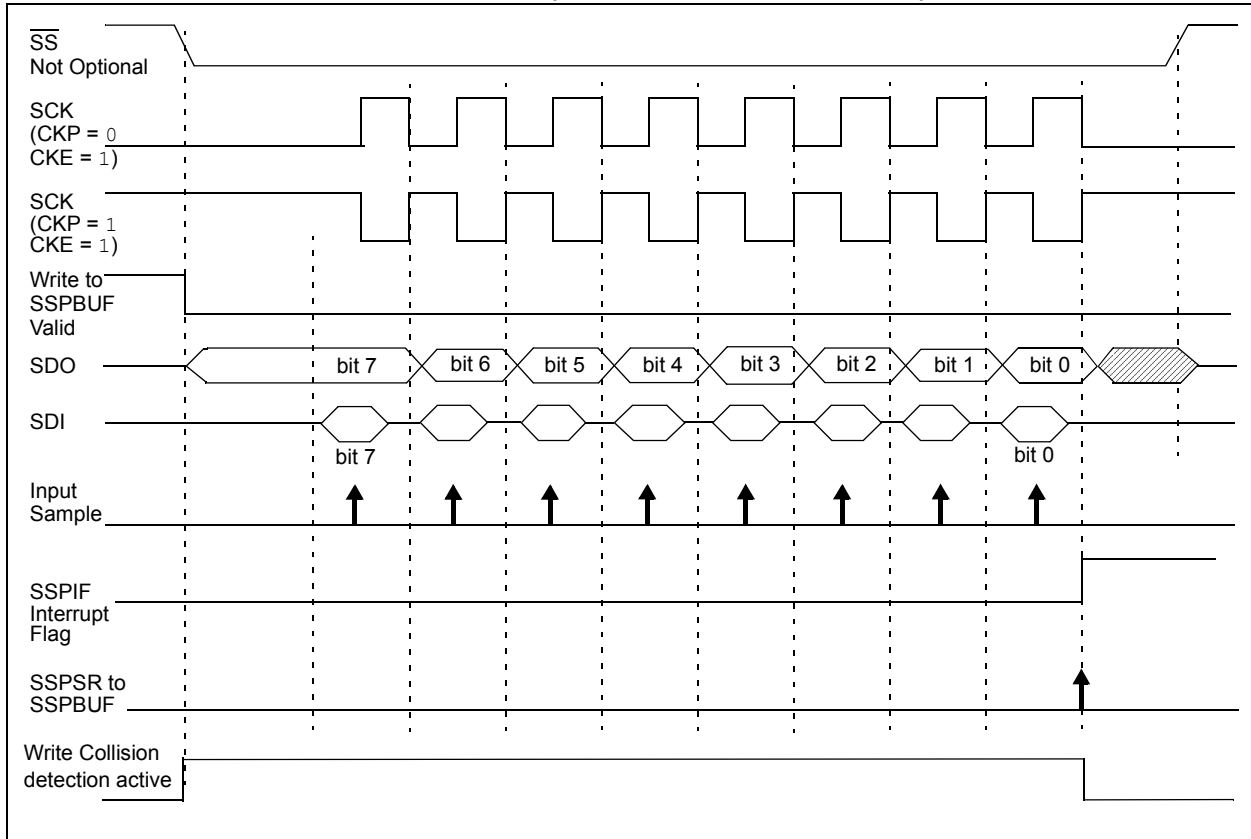 SS
Not Optional
SCK
(CKP = 0
CKE = 1)
SCK
(CKP = 1
CKE = 1)
Write to
SSPBUF
Valid
SDO
bit 7 bit 6 bit 5 bit 4 bit 3 bit 2 bit 1 bit 0
SDI
bit 7 bit 0
Input
Sample
SSPIF
Interrupt
Flag
SSPSR to
SSPBUF
Write Collision
detection active